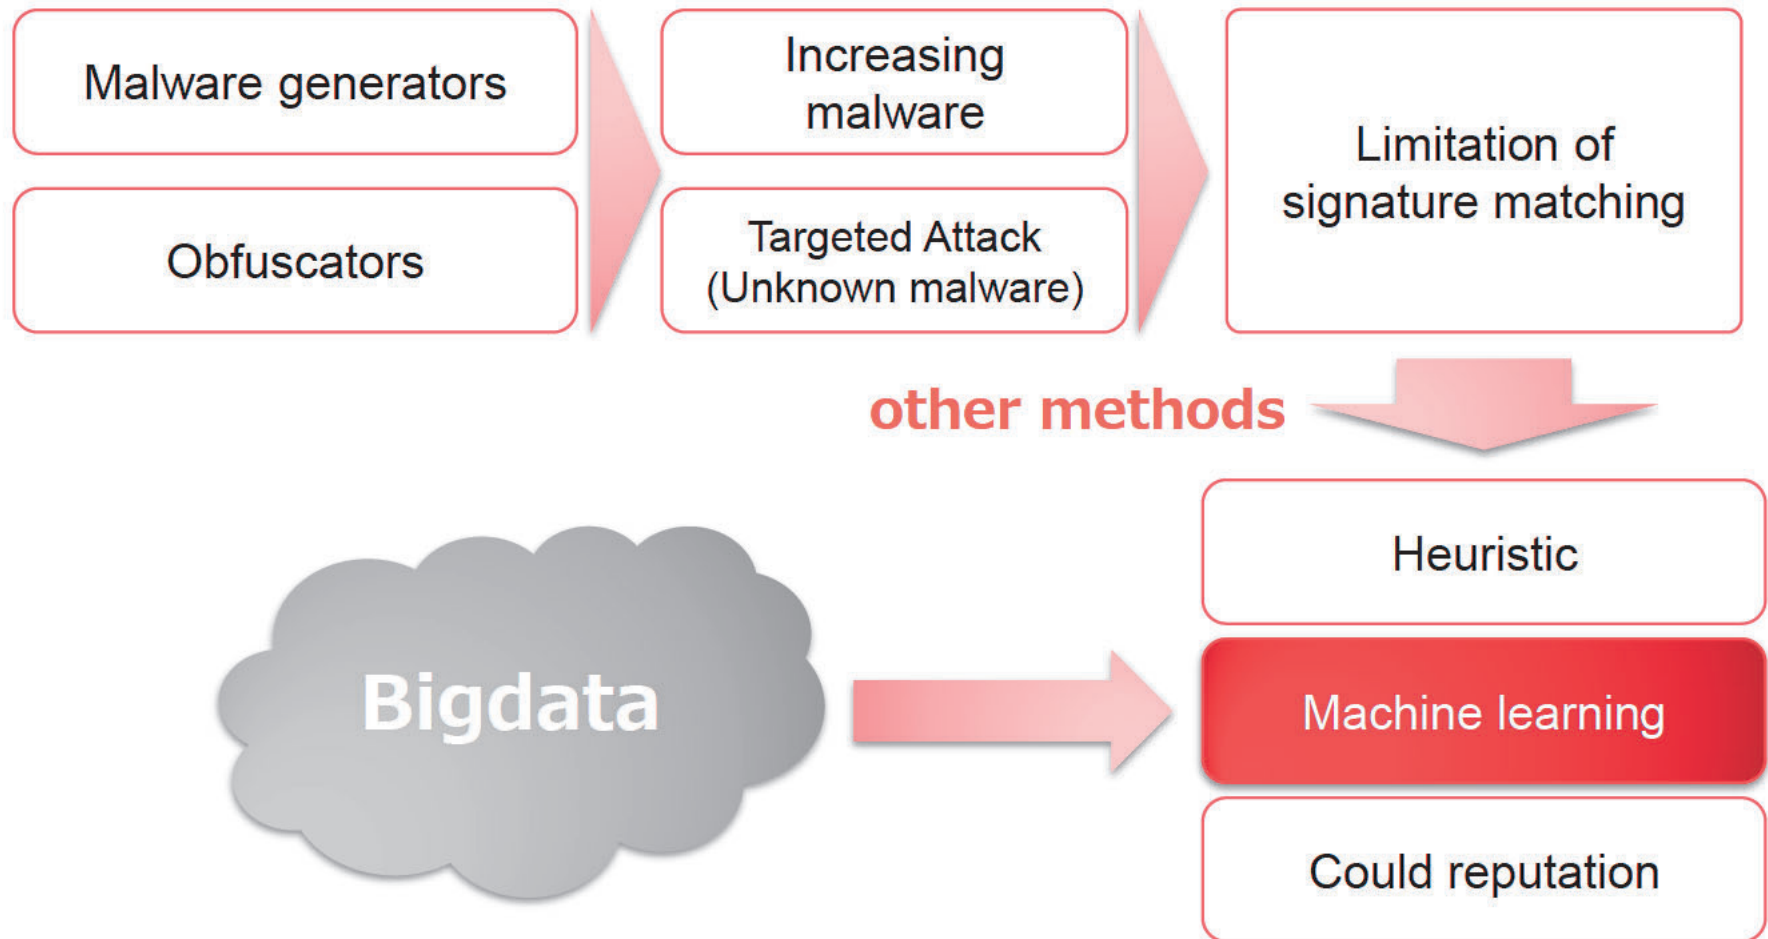 Malware generators
Obfuscators
Increasing
malware
Targeted Attack
(Unknown malware)
Limitation of
signature matching
other methods
Heuristic
Bigdata
Machine learning
Could reputation